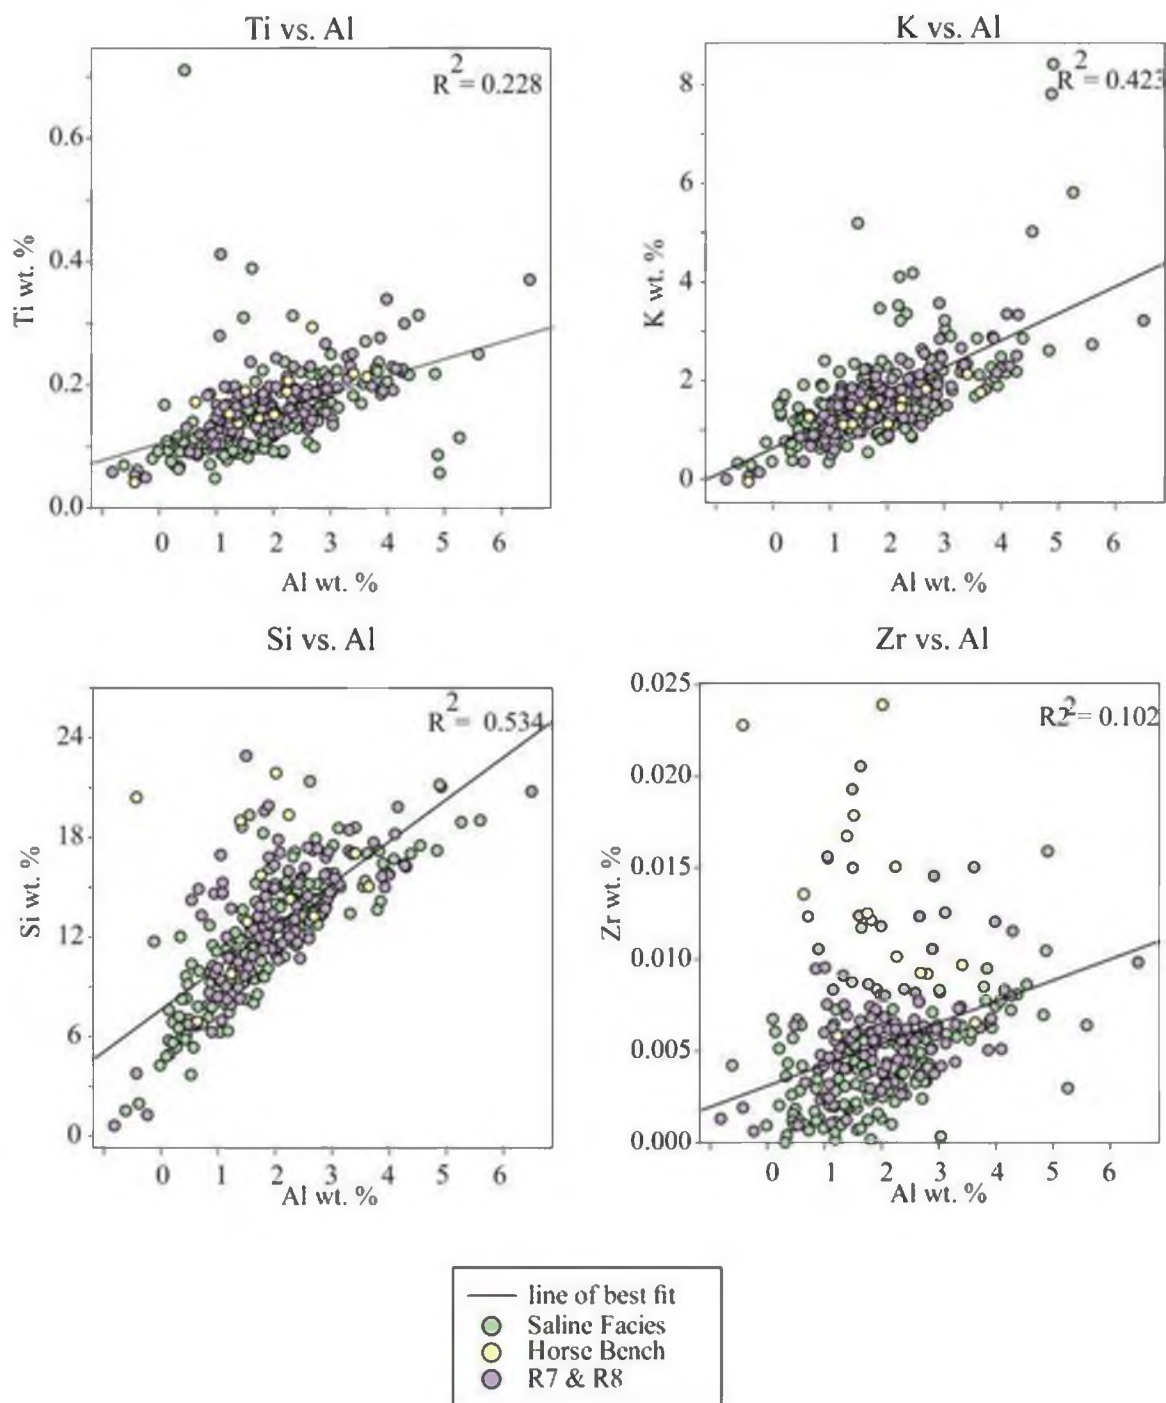 Ti vs. Al
R2 = 0.228
Ti wt. %
0.6
0.4
0.2
0.0
0 1 2 3 4 5 6
Al wt. %
K vs. Al
R2 = 0.423
K wt. %
8
6
4
2
0
0 1 2 3 4 5 6
Al wt. %
Si vs. Al
R2 = 0.534
Si wt. %
24
18
12
6
0
0 1 2 3 4 5 6
Al wt. %
Zr vs. Al
R2 2 = 0.102
Zr wt. %
0.025
0.020
0.015
0.010
0.005
0.000
0 1 2 3 4 5 6
Al wt. %
line of best fit
Saline Facies
Horse Bench
R7 & R8